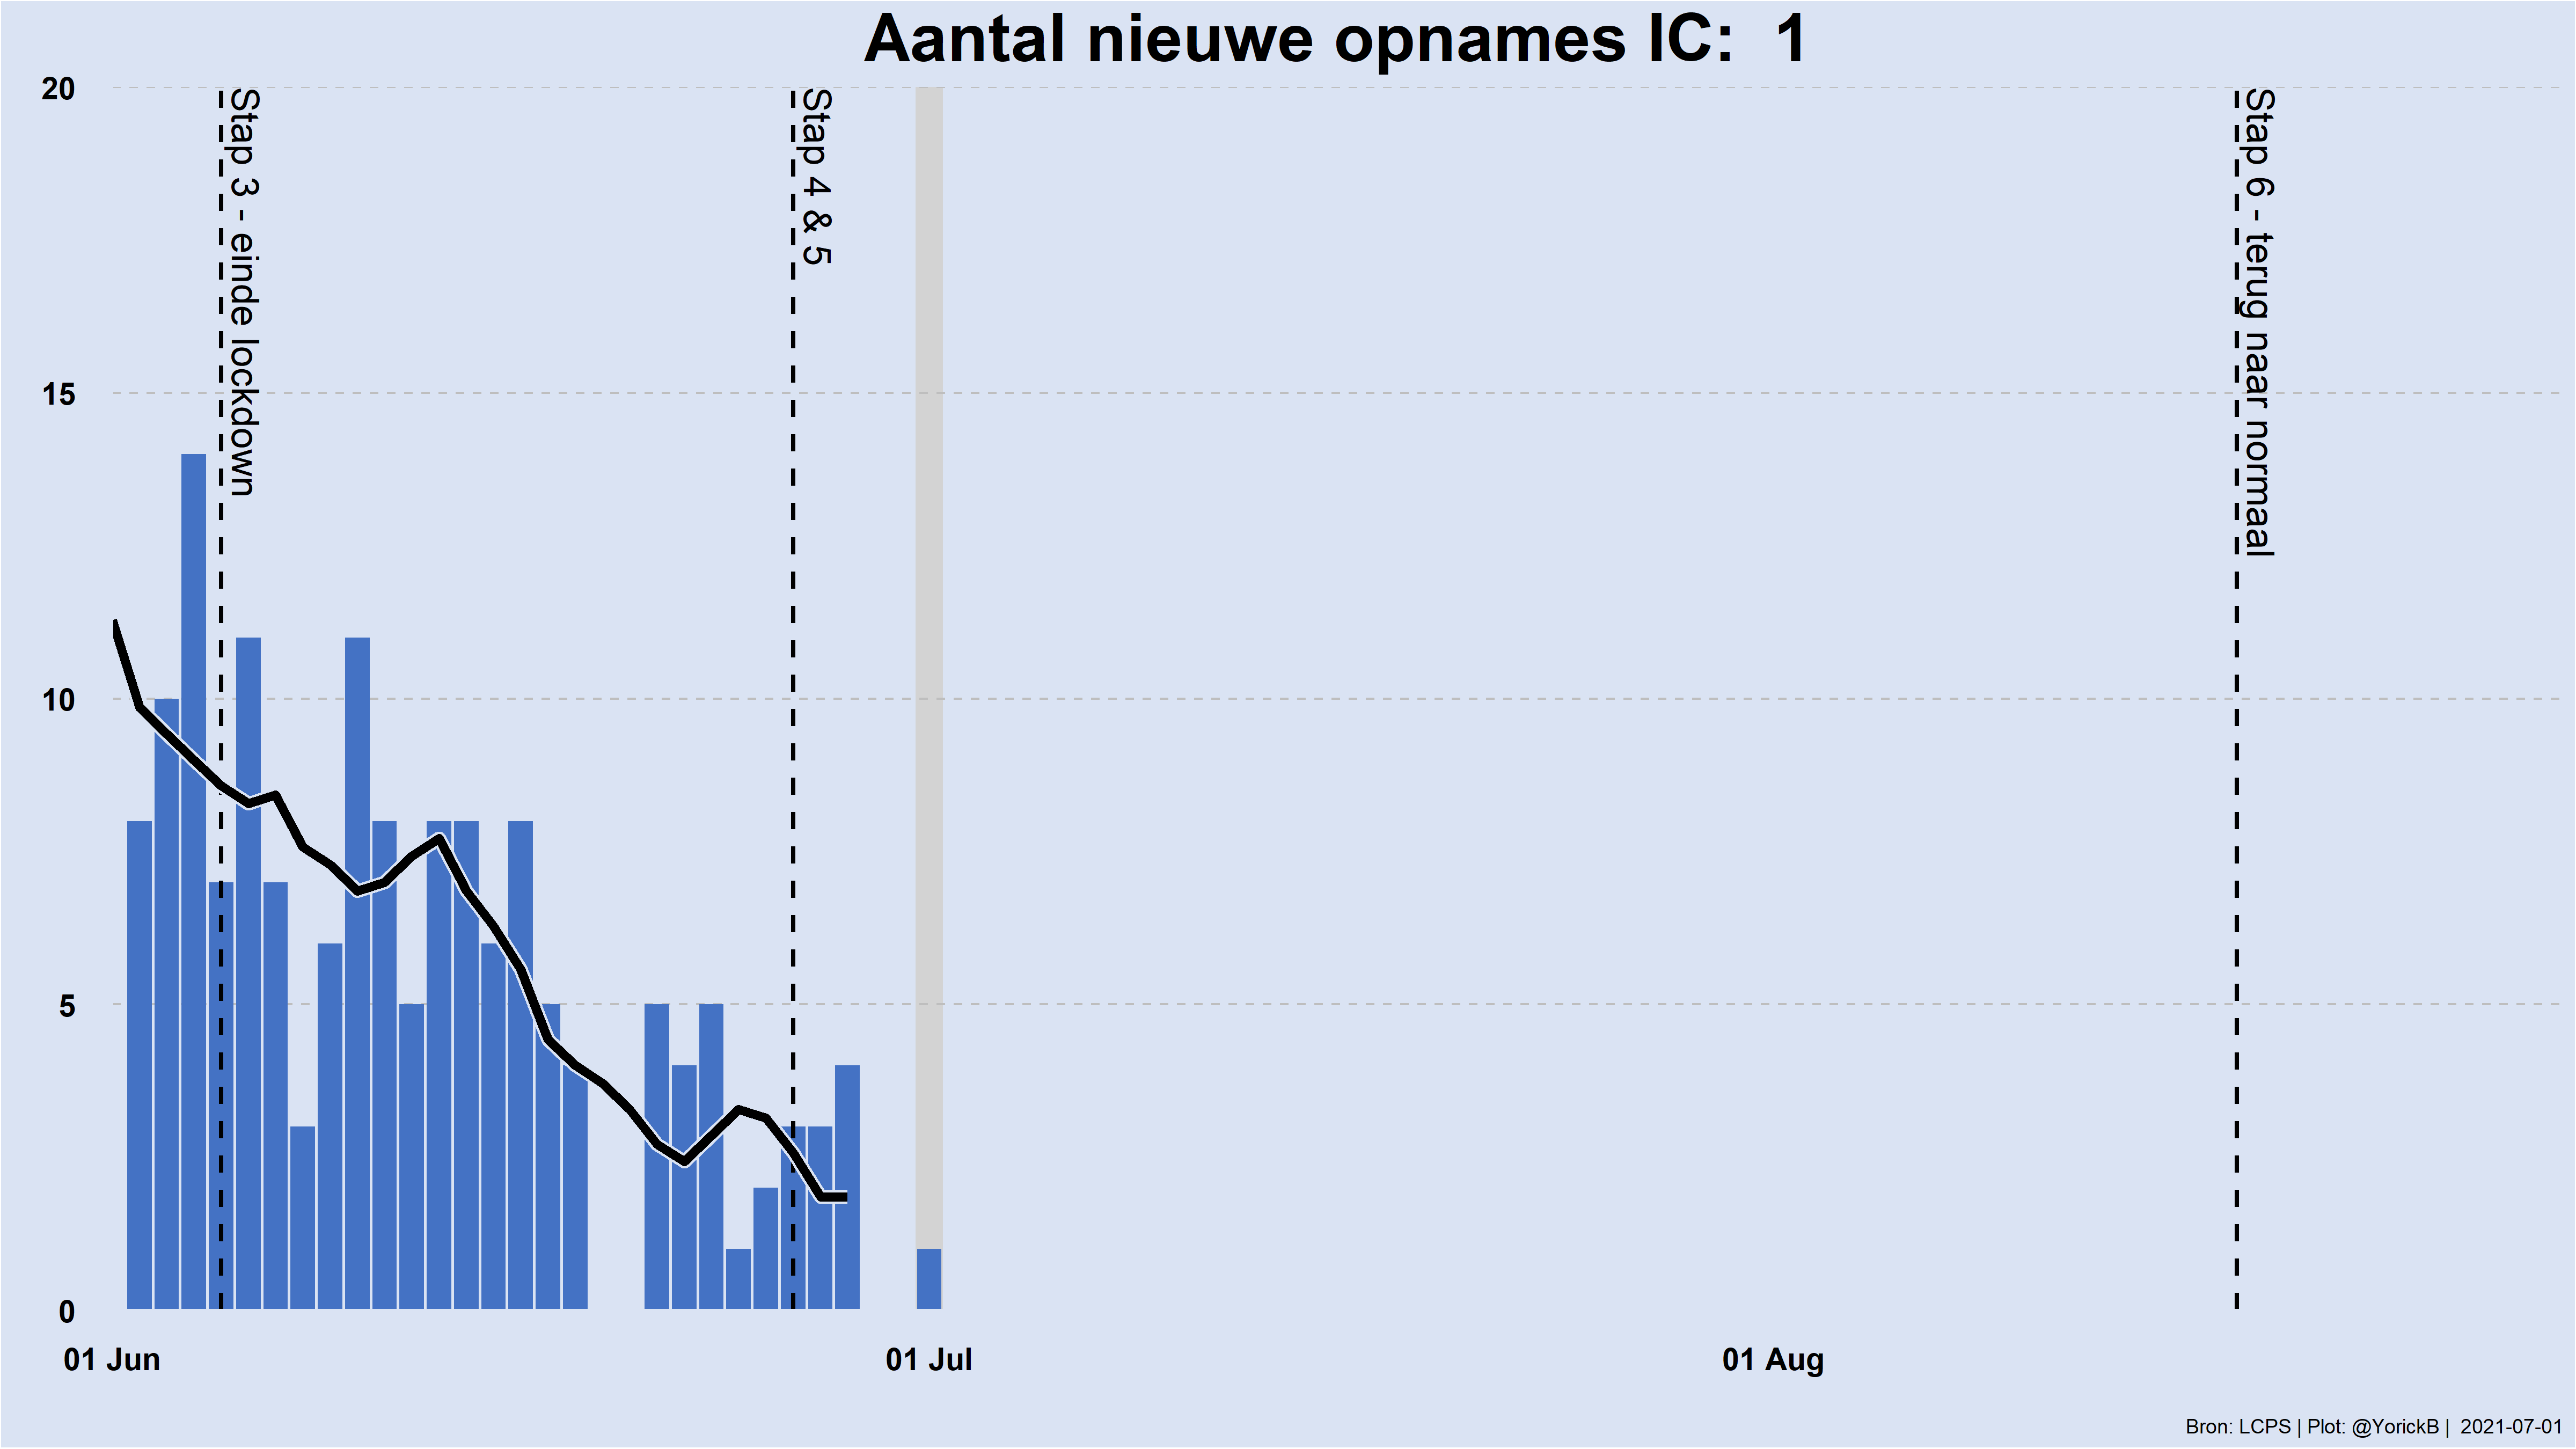 Aantal nieuwe opnames IC:  1
20
15
10
5
0
Stap 3 - einde lockdown
Stap 4 & 5
Stap 6 - terug naar normaal
01 Jun
01 Jul
01 Aug
Bron: LCPS | Plot: @YorickB |  2021-07-01